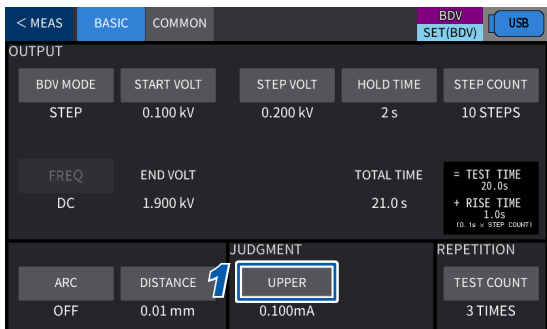 < MEAS BASIC COMMON BDV USB
SET(BDV)
OUTPUT
BDV MODE START VOLT STEP VOLT HOLD TIME STEP COUNT
STEP 0.100 kV 0.200 kV 2 s 10 STEPS
FREQ END VOLT TOTAL TIME = TEST TIME
20.0s
DC 1.900 kV 21.0 s + RISE TIME
1.0s
(0.1s × STEP COUNT)
JUDGMENT REPETITION
ARC DISTANCE 1 UPPER TEST COUNT
OFF 0.01 mm 0.100mA 3 TIMES